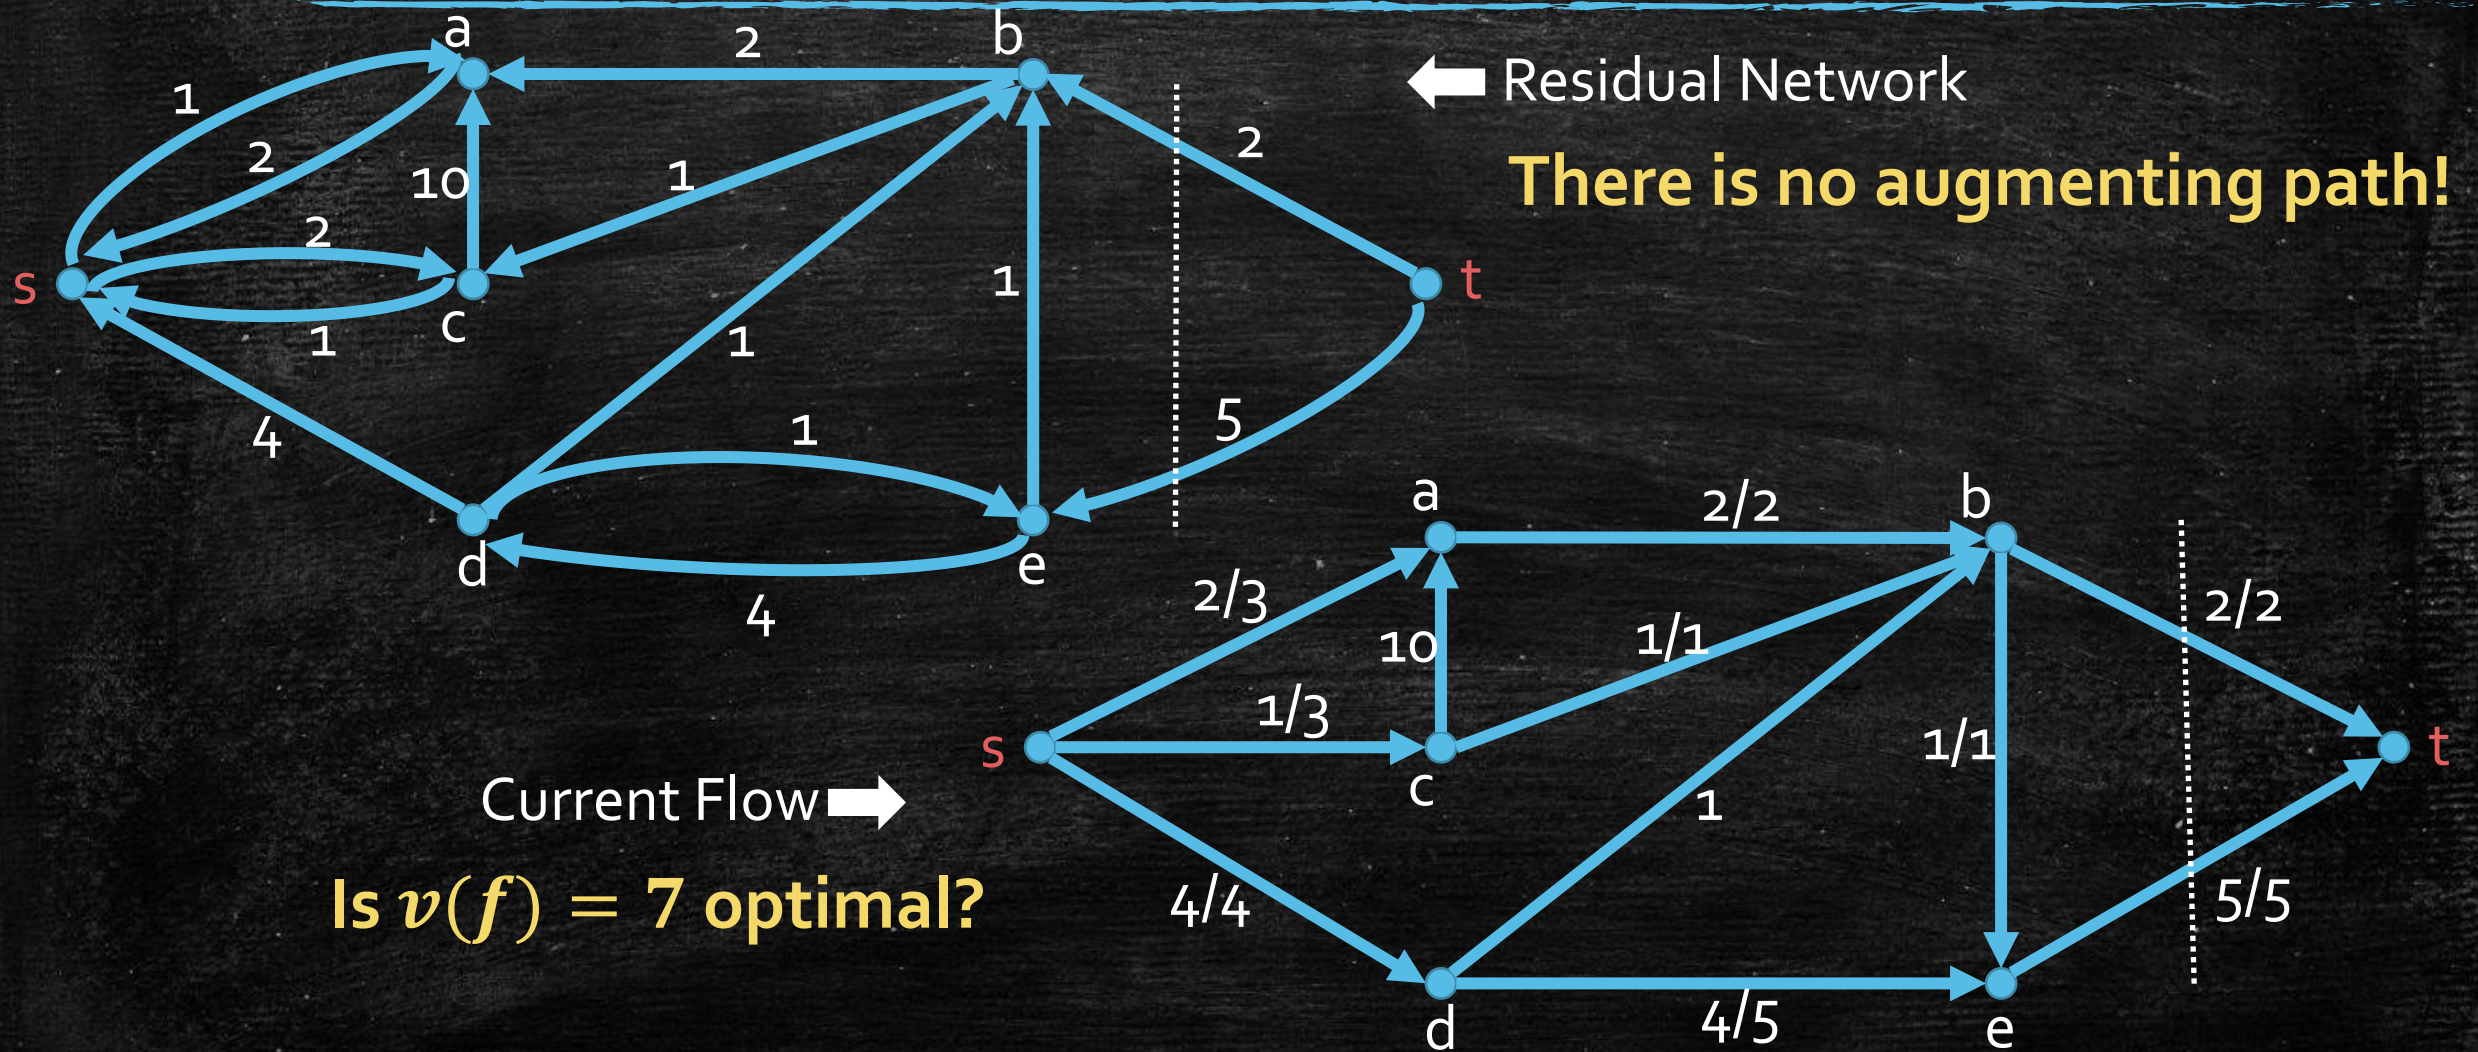 a
b
2
1
2
10
1
2
2
1
s
c
1
1
t
4
1
5
d
e
4
Residual Network
There is no augmenting path!
a
b
2/2
2/3
10
1/1
2/2
1/3
1/1
s
c
t
1
4/4
5/5
d
4/5
e
Current Flow
Is v(f) = 7 optimal?